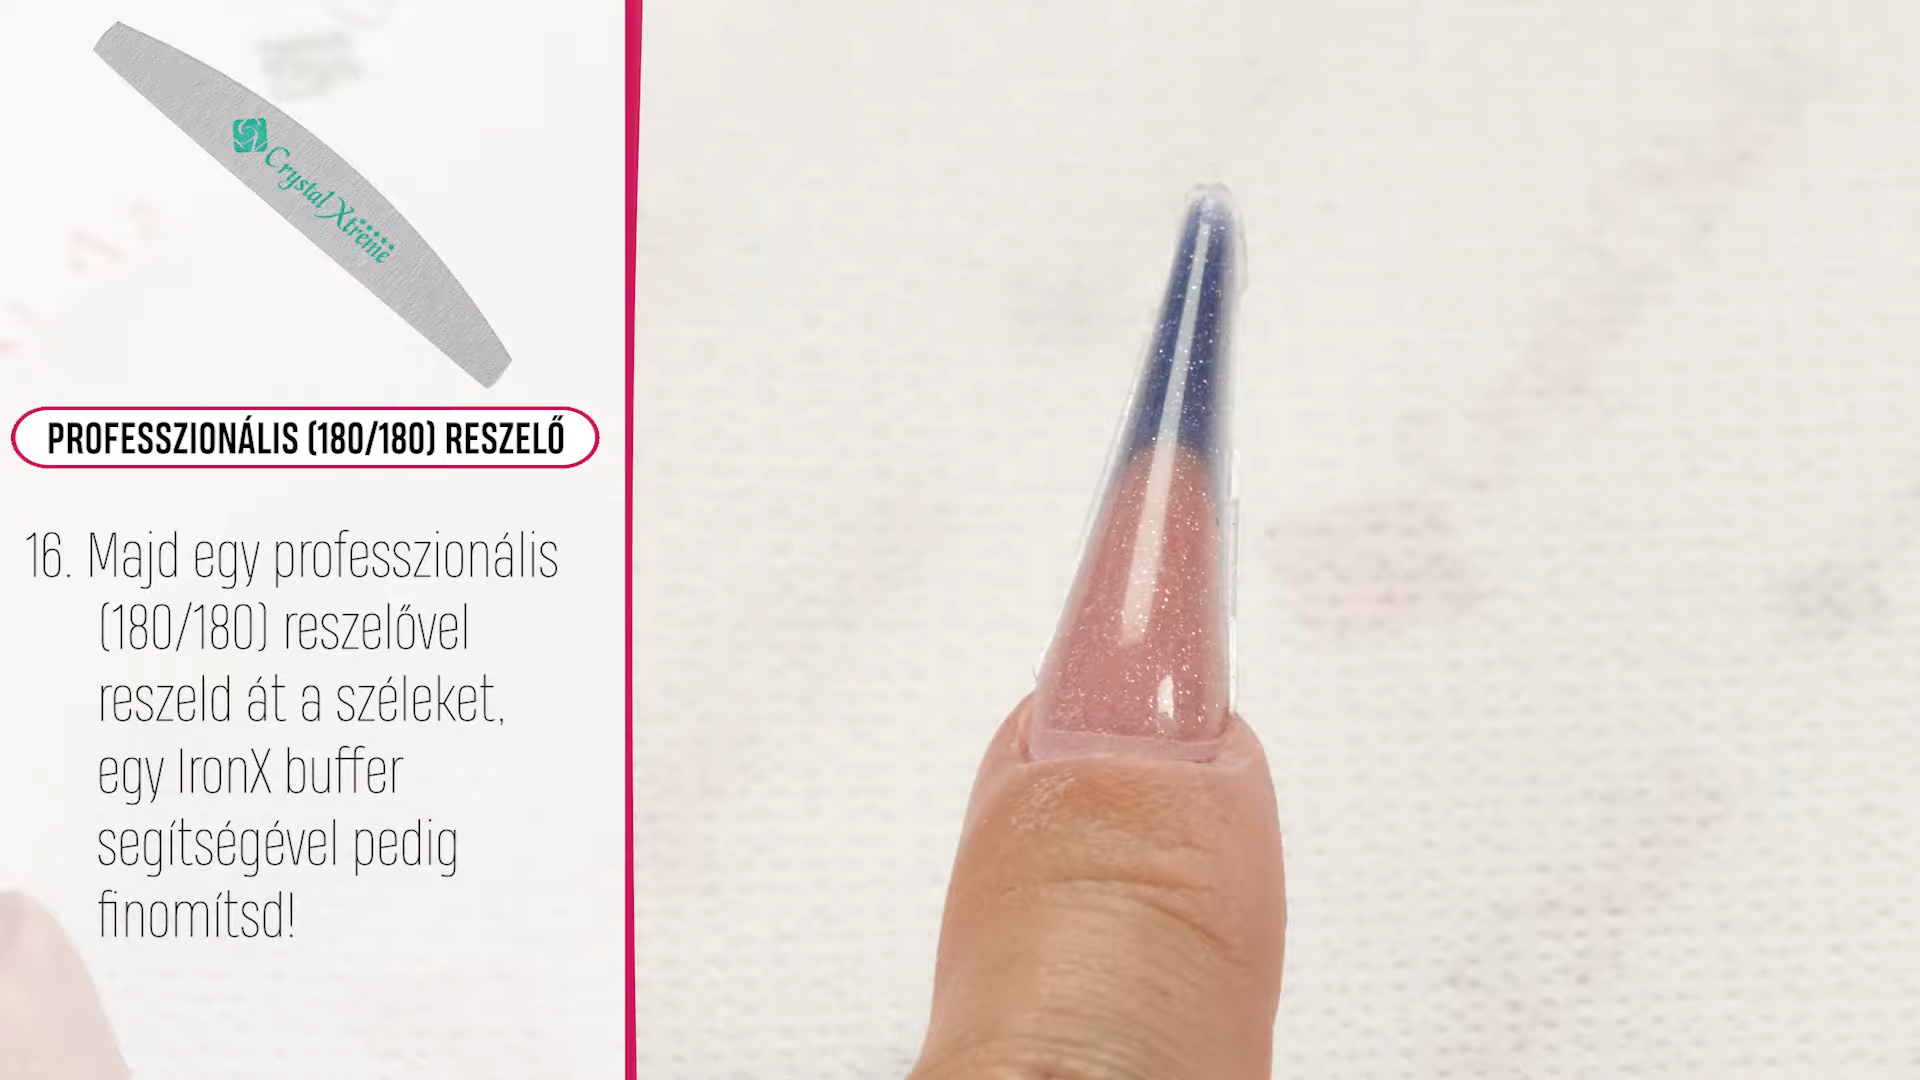 Crystal Xtreme
PROFESSZIONÁLIS (180/180) RESZELŐ
16. Majd egy professzionális
(180/180) reszelővel
reszeld át a széleket,
egy IronX buffer
segítségével pedig
finomítsd!